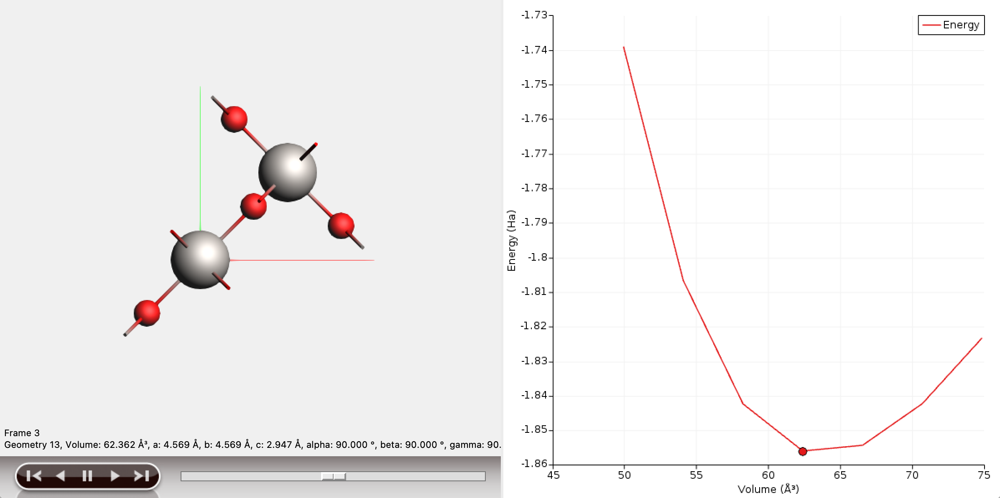 Frame 3
Geometry 13, Volume: 62.362 Å³, a: 4.569 Å, b: 4.569 Å, c: 2.947 Å, alpha: 90.000 °, beta: 90.000 °, gamma: 90.
Energy
-1.73
-1.74
-1.75
-1.76
-1.77
-1.78
-1.79
-1.8
-1.81
-1.82
-1.83
-1.84
-1.85
-1.86
Energy (Ha)
45 50 55 60 65 70 75
Volume (Å³)